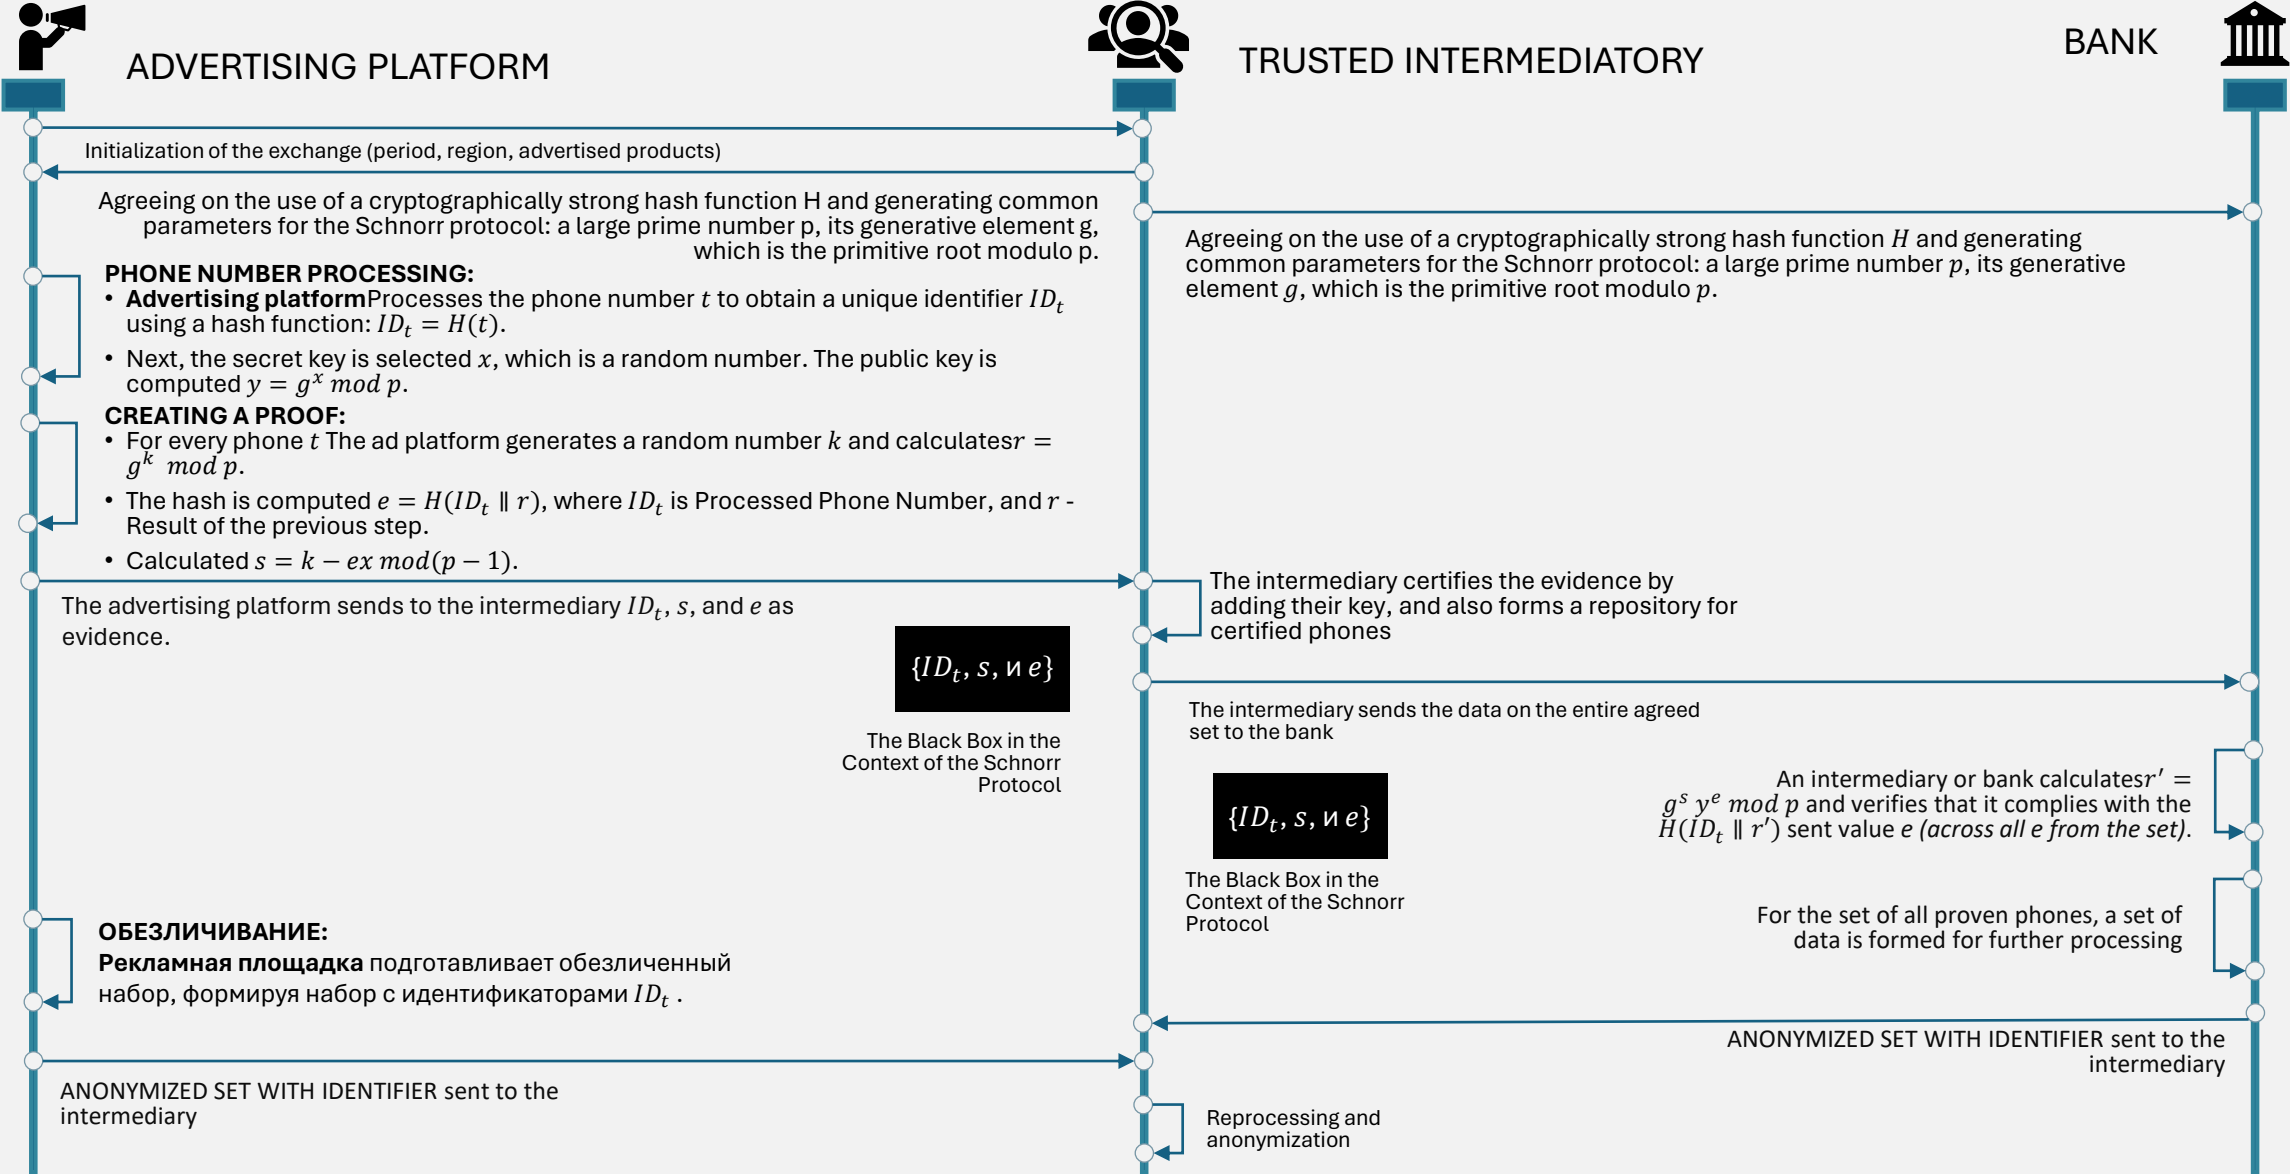 ADVERTISING PLATFORM
TRUSTED INTERMEDIATORY
BANK
Initialization of the exchange (period, region, advertised products)
Agreeing on the use of a cryptographically strong hash function H and generating common
parameters for the Schnorr protocol: a large prime number p, its generative element g,
which is the primitive root modulo p.
Agreeing on the use of a cryptographically strong hash function H and generating
common parameters for the Schnorr protocol: a large prime number p, its generative
element g, which is the primitive root modulo p.
PHONE NUMBER PROCESSING:
• Advertising platformProcesses the phone number t to obtain a unique identifier ID_t
using a hash function: ID_t = H(t).
• Next, the secret key is selected x, which is a random number. The public key is
computed y = g^x mod p.
CREATING A PROOF:
• For every phone t The ad platform generates a random number k and calculatesr =
g^k mod p.
• The hash is computed e = H(ID_t ∥ r), where ID_t is Processed Phone Number, and r -
Result of the previous step.
• Calculated s = k − ex mod(p − 1).
The advertising platform sends to the intermediary ID_t, s, and e as
evidence.
{ID_t, s, и e}
The Black Box in the
Context of the Schnorr
Protocol
The intermediary certifies the evidence by
adding their key, and also forms a repository for
certified phones
The intermediary sends the data on the entire agreed
set to the bank
{ID_t, s, и e}
The Black Box in the
Context of the Schnorr
Protocol
An intermediary or bank calculatesr′ =
g^s y^e mod p and verifies that it complies with the
H(ID_t ∥ r′) sent value e (across all e from the set).
For the set of all proven phones, a set of
data is formed for further processing
ОБЕЗЛИЧИВАНИЕ:
Рекламная площадка подготавливает обезличенный
набор, формируя набор с идентификаторами ID_t .
ANONYMIZED SET WITH IDENTIFIER sent to the
intermediary
ANONYMIZED SET WITH IDENTIFIER sent to the
intermediary
Reprocessing and
anonymization